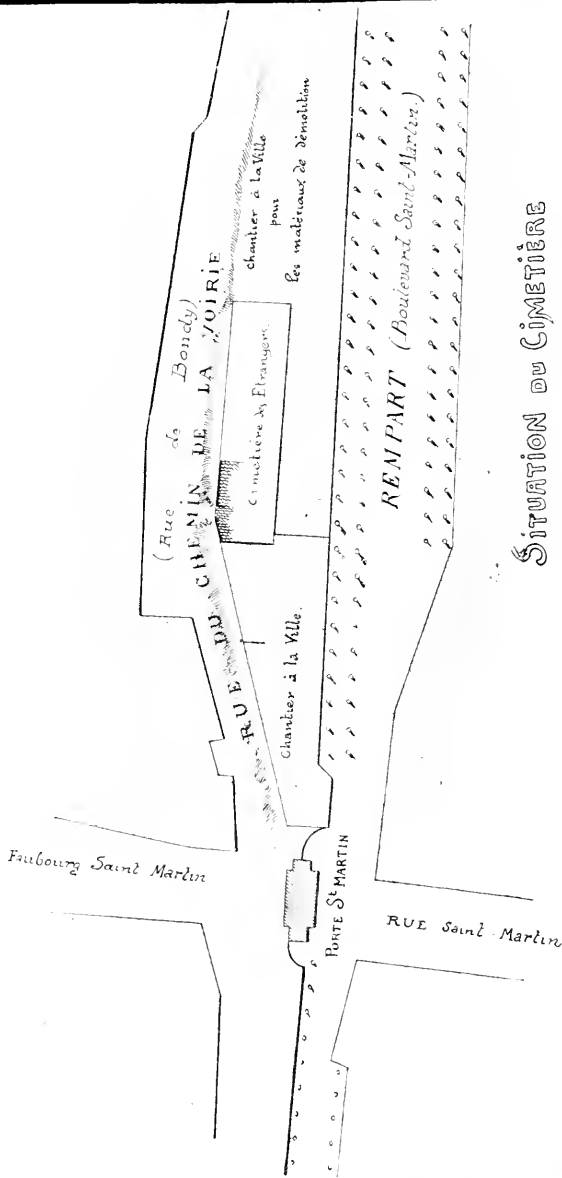 (Rue de Bondy)
RUE DU CHEMIN DE LA VOIRIE
chantier à la Ville
pour
les matériaux de démolition
Cimetière des Etrangers
Chantier à la Ville.
REMPART (Boulevard Saint-Martin.)
Faubourg Saint Martin
PORTE St MARTIN
RUE Saint-Martin
SITUATION DU CIMETIÈRE